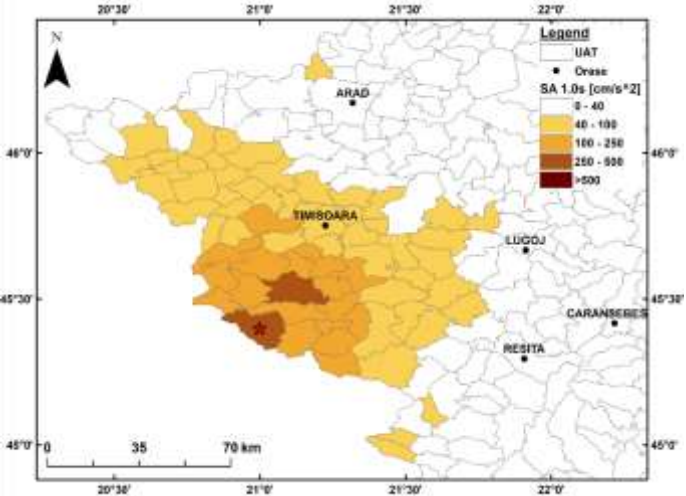 20°30' 21°0' 21°30' 22°0'
N
Legend
UAT
Orase
SA 1.0s [cm/s^2]
0 - 40
40 - 100
100 - 250
250 - 500
>500
ARAD
46°0' 46°0'
TIMISOARA
LUGOJ
45°30' 45°30'
CARANSEBES
RESITA
45°0' 45°0'
0 35 70 km
20°30' 21°0' 21°30' 22°0'